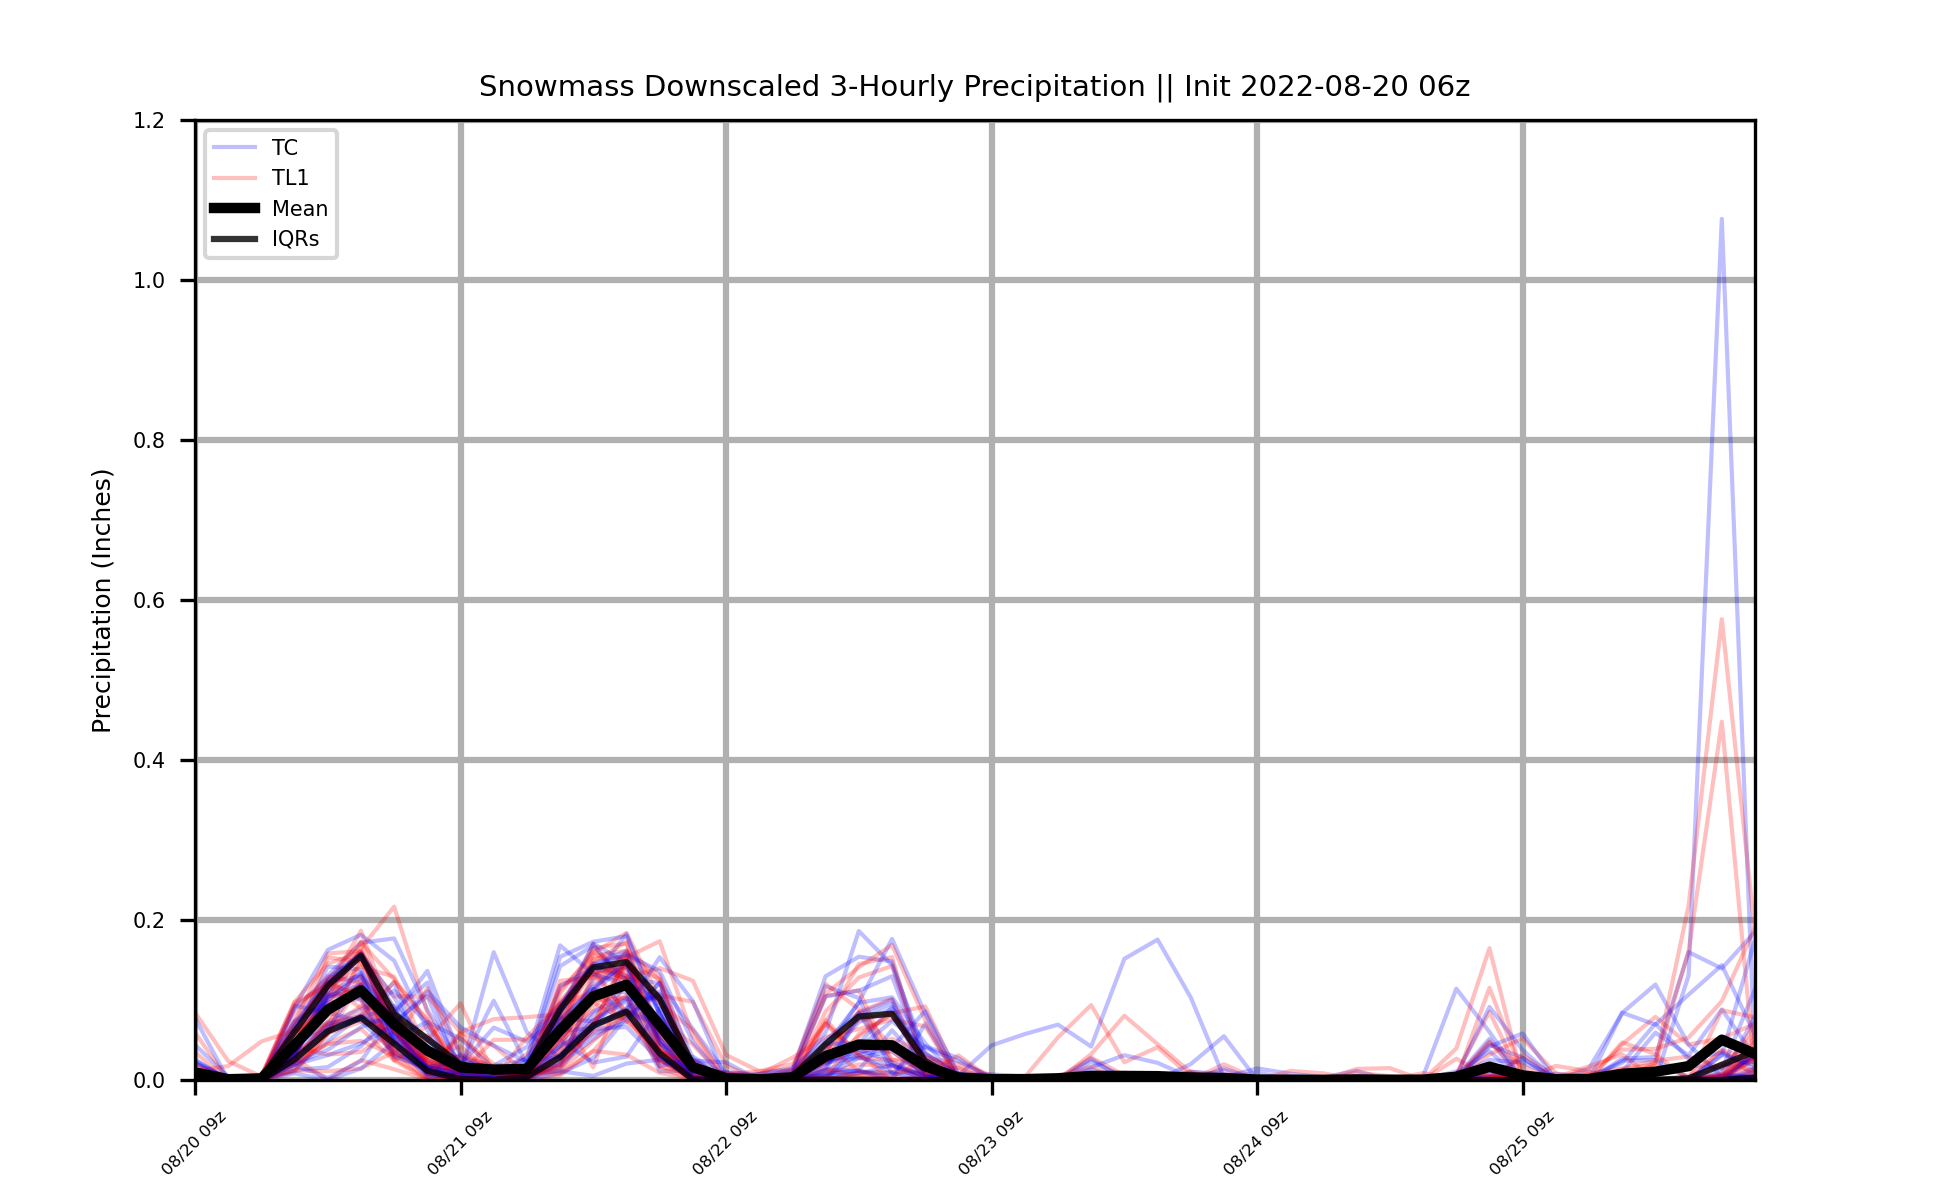 Snowmass Downscaled 3-Hourly Precipitation || Init 2022-08-20 06z
1.2
TC
TL1
Mean
IQRs
1.0
0.8
Precipitation (Inches)
0.6
0.4
0.2
0.0
08/20 09z
08/21 09z
08/22 09z
08/23 09z
08/24 09z
08/25 09z